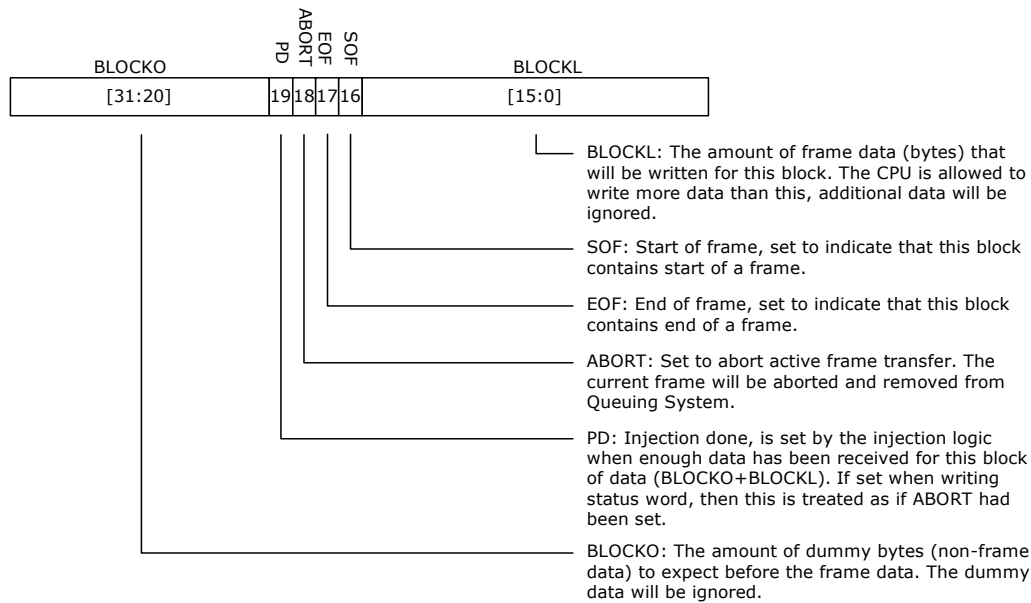 PD
ABORT
EOF
SOF
BLOCKO
BLOCKL
[31:20]
19
18
17
16
[15:0]
BLOCKL: The amount of frame data (bytes) that
will be written for this block. The CPU is allowed to
write more data than this, additional data will be
ignored.
SOF: Start of frame, set to indicate that this block
contains start of a frame.
EOF: End of frame, set to indicate that this block
contains end of a frame.
ABORT: Set to abort active frame transfer. The
current frame will be aborted and removed from
Queuing System.
PD: Injection done, is set by the injection logic
when enough data has been received for this block
of data (BLOCKO+BLOCKL). If set when writing
status word, then this is treated as if ABORT had
been set.
BLOCKO: The amount of dummy bytes (non-frame
data) to expect before the frame data. The dummy
data will be ignored.